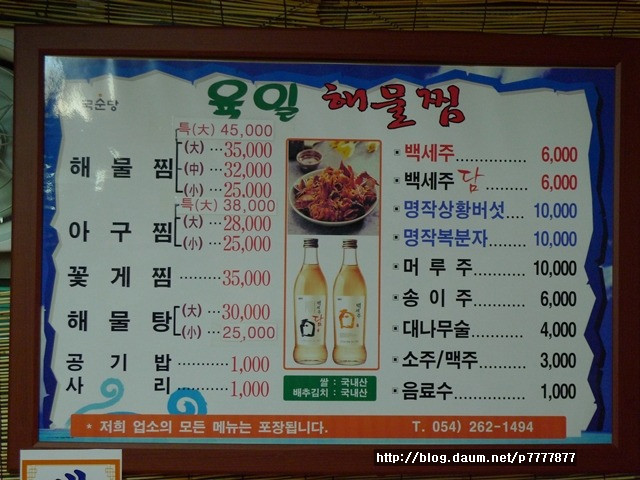 국순당
육일 해물찜
특(大) 45,000
해물찜 (大) ···35,000
(中) ···32,000
(小) ···25,000
특(大) 38,000
아구찜 (大) ···28,000
(小) ···25,000
꽃게찜 ·········35,000
해물탕 (大) ···30,000
(小) ···25,000
공기밥 ············1,000
사리 ············1,000
백세주 6,000
백세주담 6,000
명작상황버섯 10,000
명작복분자 10,000
머루주 10,000
송이주 6,000
대나무술 4,000
소주/맥주 3,000
음료수 1,000
쌀 : 국내산
배추김치 : 국내산
* 저희 업소의 모든 메뉴는 포장됩니다. T. 054) 262-1494
http://blog.daum.net/p7777877